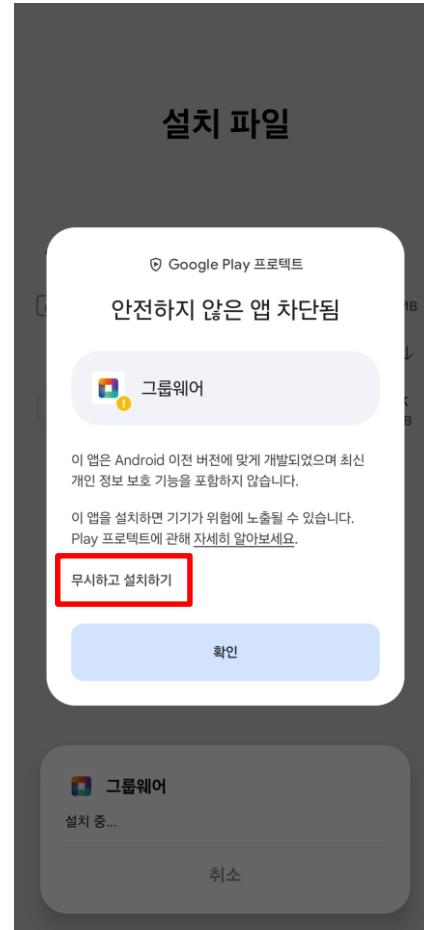 설치 파일
Google Play 프로텍트
안전하지 않은 앱 차단됨
MB
그룹웨어
B
이 앱은 Android 이전 버전에 맞게 개발되었으며 최신
개인 정보 보호 기능을 포함하지 않습니다.
이 앱을 설치하면 기기가 위험에 노출될 수 있습니다.
Play 프로텍트에 관해 자세히 알아보세요.
무시하고 설치하기
확인
그룹웨어
설치 중...
취소